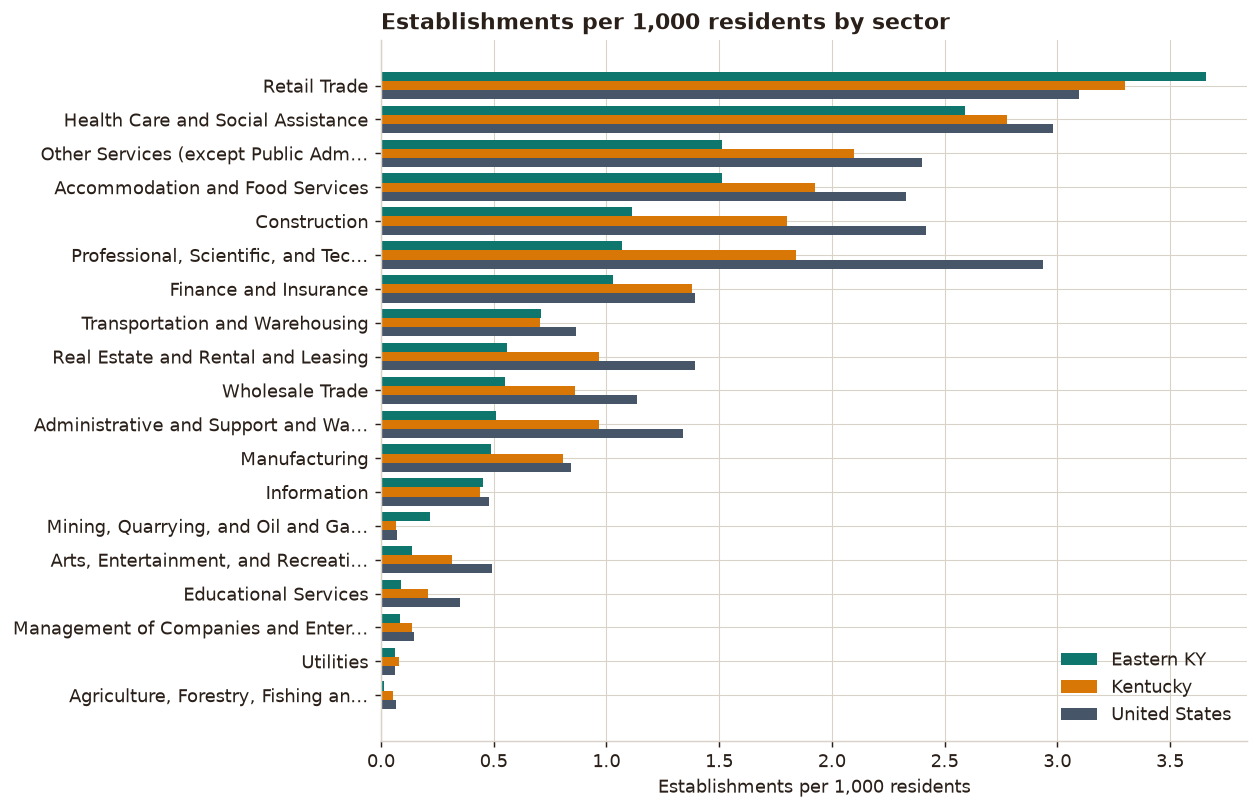 Establishments per 1,000 residents by sector
Retail Trade
Health Care and Social Assistance
Other Services (except Public Adm…
Accommodation and Food Services
Construction
Professional, Scientific, and Tec…
Finance and Insurance
Transportation and Warehousing
Real Estate and Rental and Leasing
Wholesale Trade
Administrative and Support and Wa…
Manufacturing
Information
Mining, Quarrying, and Oil and Ga…
Arts, Entertainment, and Recreati…
Educational Services
Management of Companies and Enter…
Utilities
Agriculture, Forestry, Fishing an…
Eastern KY
Kentucky
United States
0.0 0.5 1.0 1.5 2.0 2.5 3.0 3.5
Establishments per 1,000 residents